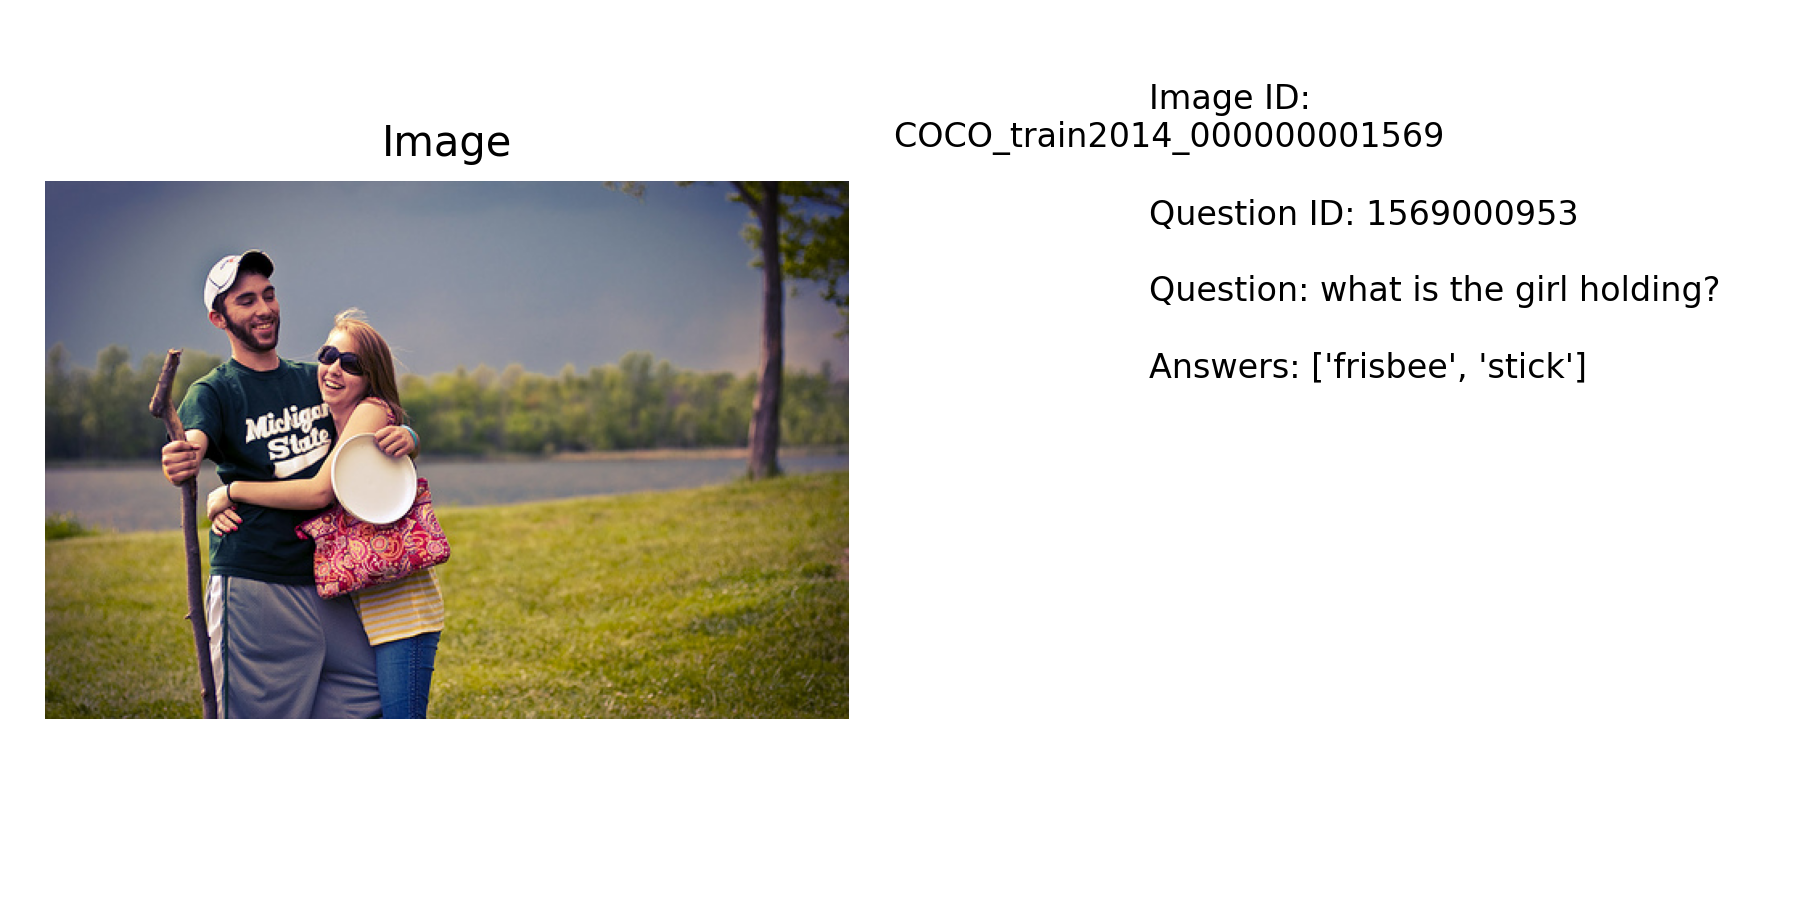 Image
Michigan
State
Image ID:
COCO_train2014_000000001569
Question ID: 1569000953
Question: what is the girl holding?
Answers: ['frisbee', 'stick']